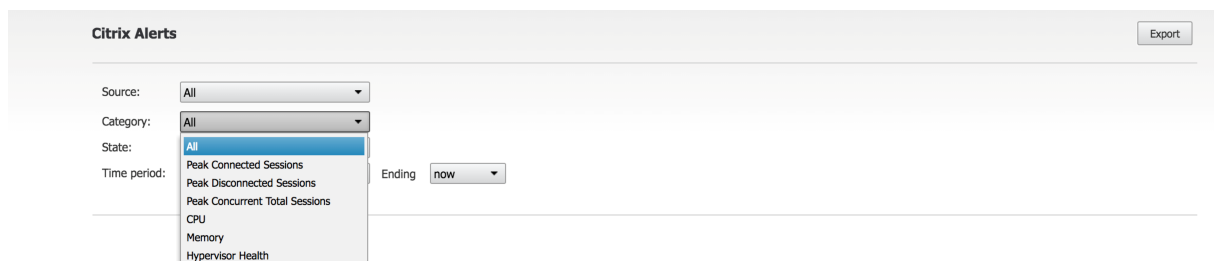 Citrix Alerts
Export
Source: All
Category: All
State: All
Peak Connected Sessions
Time period: Peak Disconnected Sessions Ending now
Peak Concurrent Total Sessions
CPU
Memory
Hypervisor Health